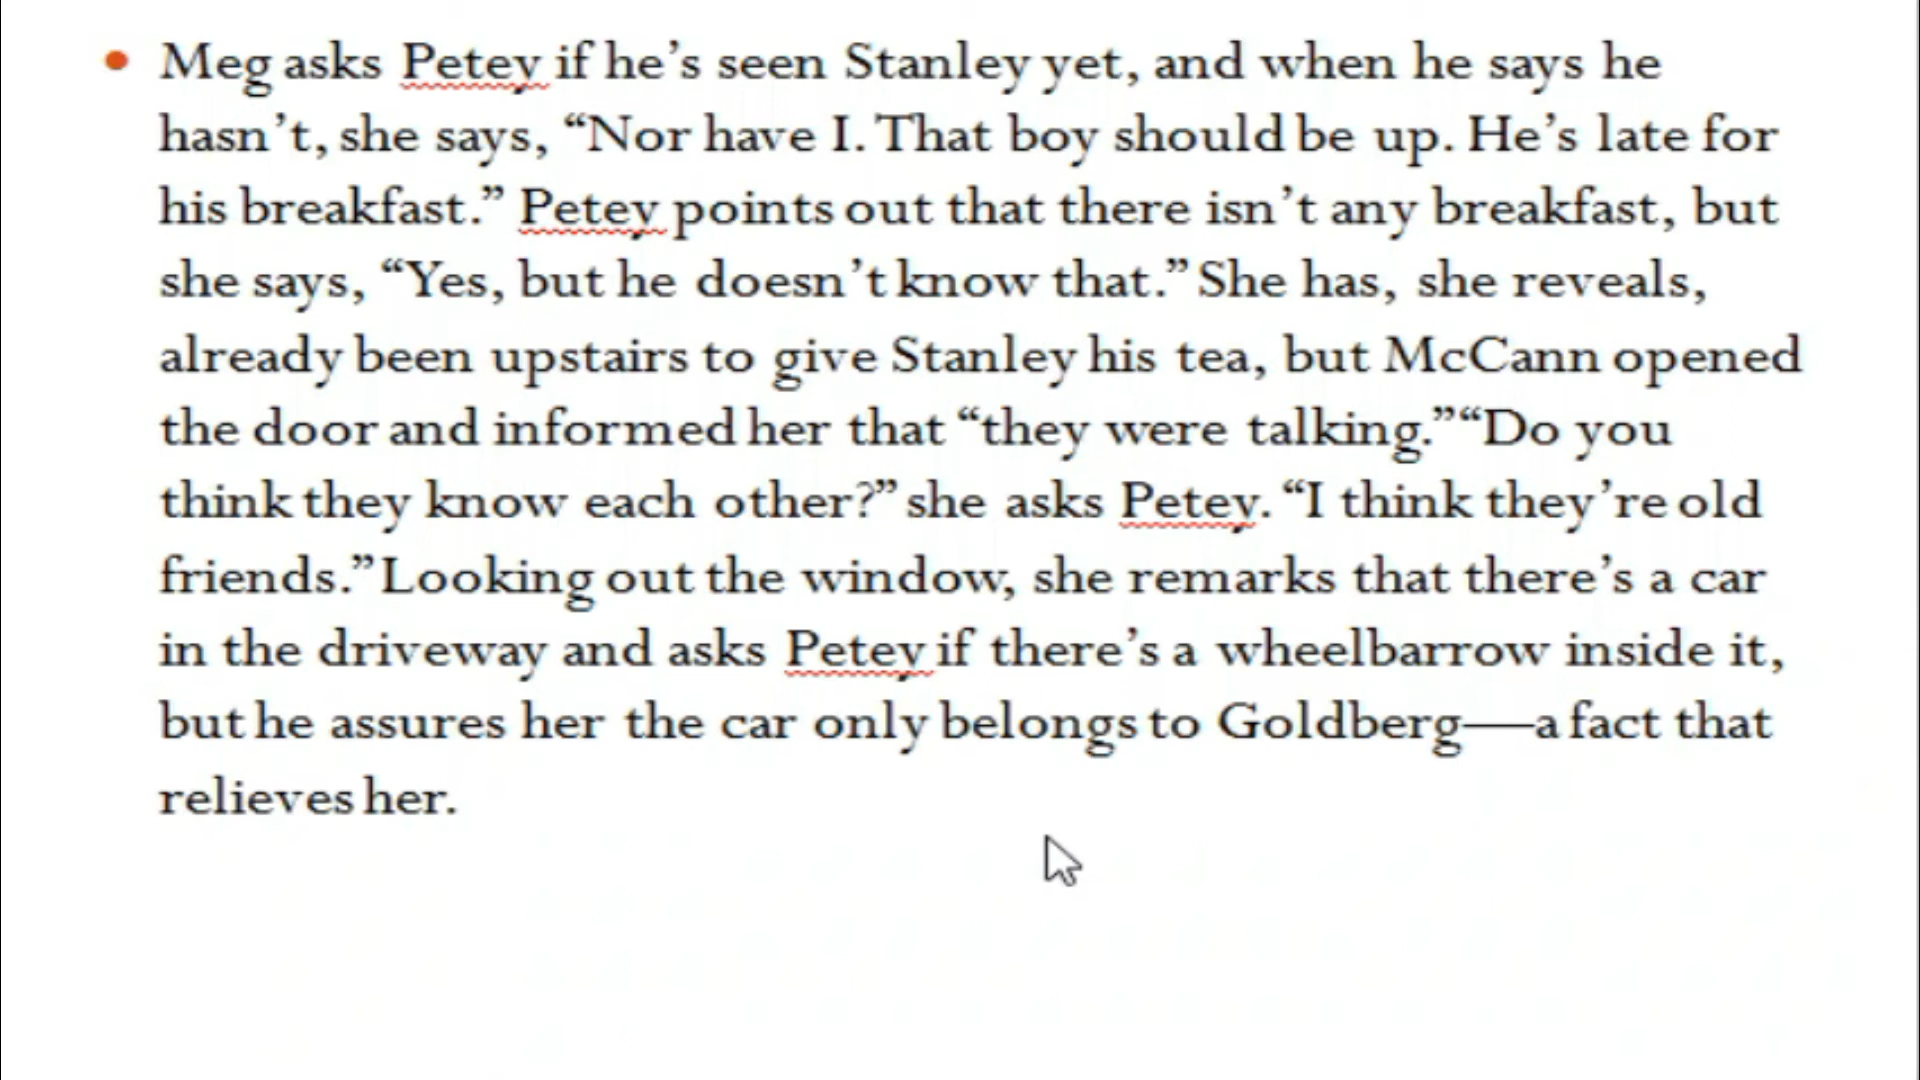 • Meg asks Petey if he’s seen Stanley yet, and when he says he
hasn’t, she says, “Nor have I. That boy should be up. He’s late for
his breakfast.” Petey points out that there isn’t any breakfast, but
she says, “Yes, but he doesn’t know that.” She has, she reveals,
already been upstairs to give Stanley his tea, but McCann opened
the door and informed her that “they were talking.” “Do you
think they know each other?” she asks Petey. “I think they’re old
friends.” Looking out the window, she remarks that there’s a car
in the driveway and asks Petey if there’s a wheelbarrow inside it,
but he assures her the car only belongs to Goldberg—a fact that
relieves her.